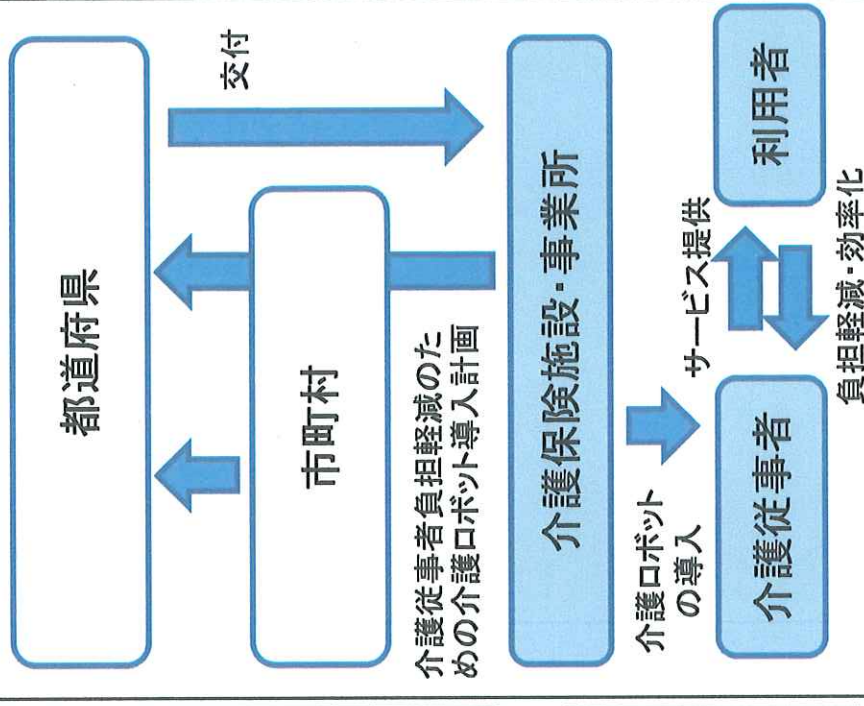 都道府県
交付
市町村
介護従事者負担軽減のた
めの介護ロボット導入計画
介護保険施設・事業所
介護ロボット
の導入
サービス提供
介護従事者
利用者
負担軽減・効率化